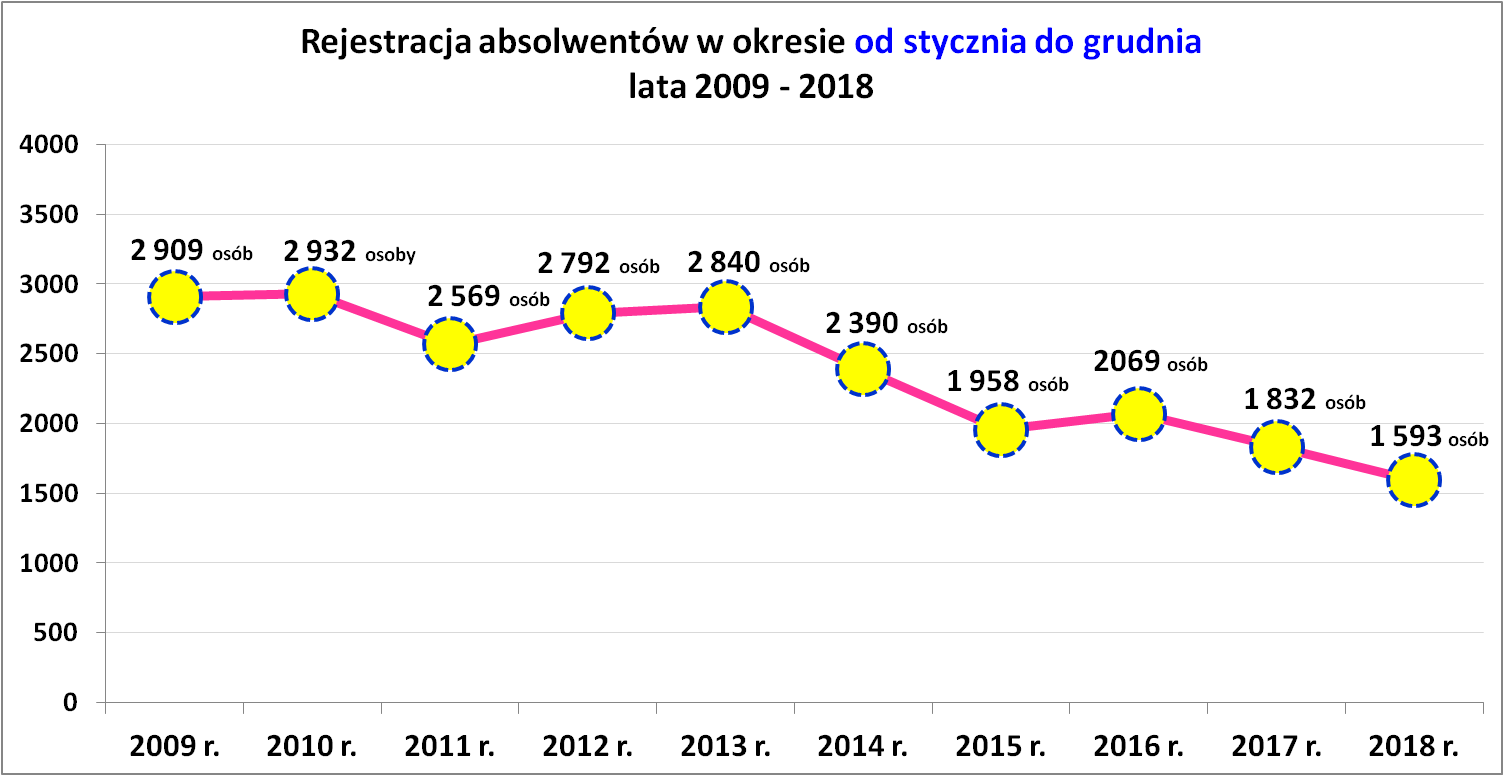 Rejestracja absolwentów w okresie od stycznia do grudnia
lata 2009 - 2018
4000
3500
3000
2500
2000
1500
1000
500
0
2 909 osób
2 932 osoby
2 569 osób
2 792 osób
2 840 osób
2 390 osób
1 958 osób
2069 osób
1 832 osób
1 593 osób
2009 r.
2010 r.
2011 r.
2012 r.
2013 r.
2014 r.
2015 r.
2016 r.
2017 r.
2018 r.